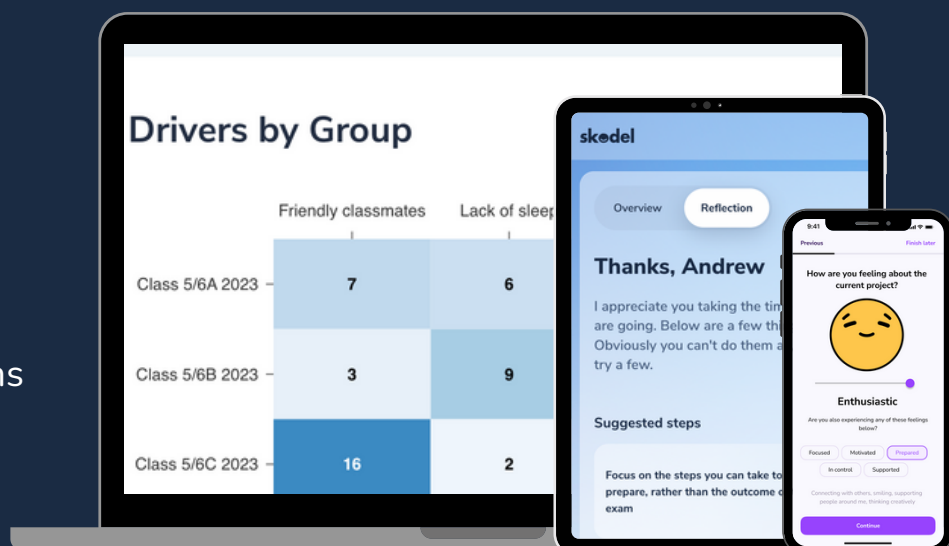 Drivers by Group
Friendly classmates Lack of sleep
Class 5/6A 2023 7 6
Class 5/6B 2023 3 9
Class 5/6C 2023 16 2
skodel
Overview Reflection
Thanks, Andrew
I appreciate you taking the tim
are going. Below are a few thi
Obviously you can't do them a
try a few.
Suggested steps
Focus on the steps you can take to
prepare, rather than the outcome o
exam
9:41
Previous Finish later
How are you feeling about the
current project?
Enthusiastic
Are you also experiencing any of these feelings
below?
Focused Motivated Prepared
In-control Supported
Connecting with others, smiling, supporting
people around me, thinking creatively
Continue